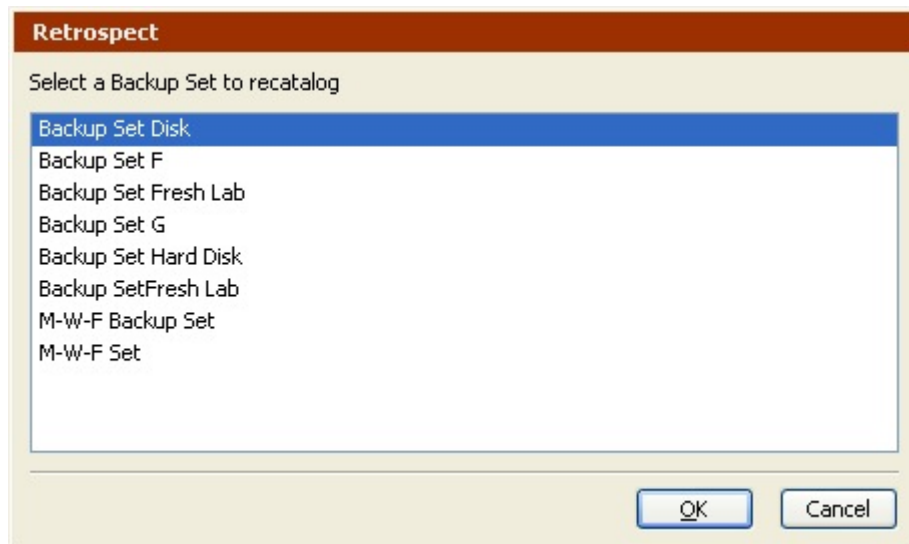 Retrospect
Select a Backup Set to recatalog
Backup Set Disk
Backup Set F
Backup Set Fresh Lab
Backup Set G
Backup Set Hard Disk
Backup SetFresh Lab
M-W-F Backup Set
M-W-F Set
OK Cancel